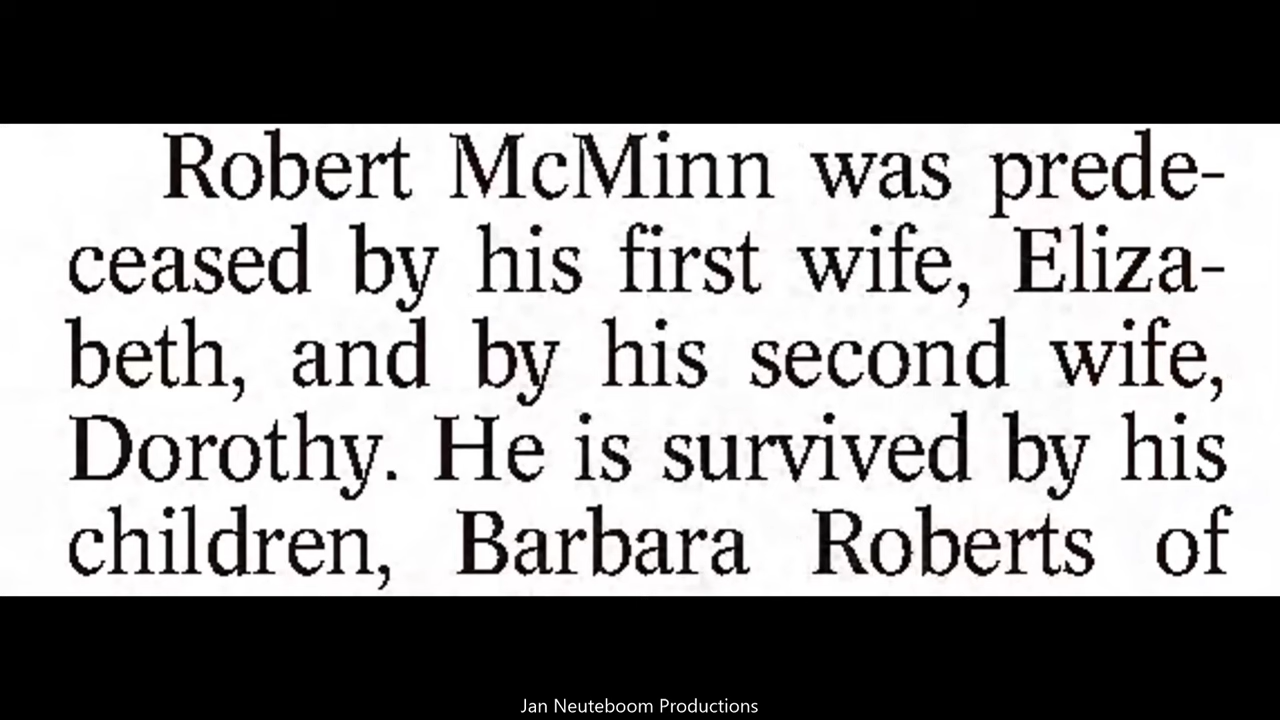 Robert McMinn was prede-
ceased by his first wife, Eliza-
beth, and by his second wife,
Dorothy. He is survived by his
children, Barbara Roberts of
Jan Neuteboom Productions